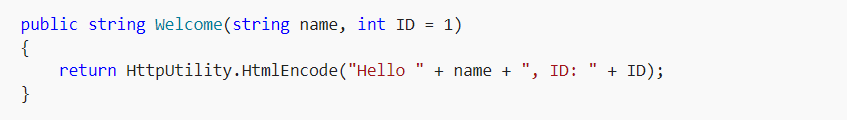 public string Welcome(string name, int ID = 1)
{
    return HttpUtility.HtmlEncode("Hello " + name + ", ID: " + ID);
}